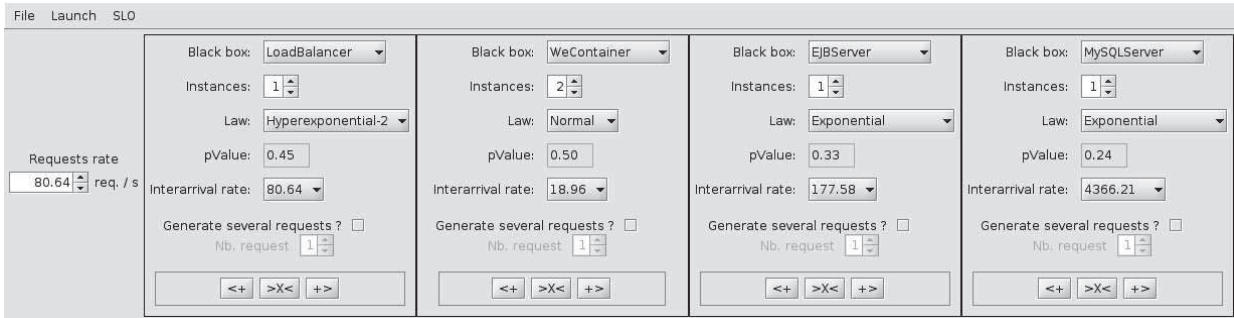 File Launch SLO
Requests rate
80.64 req. / s
Black box: LoadBalancer
Instances: 1
Law: Hyperexponential-2
pValue: 0.45
Interarrival rate: 80.64
Generate several requests ?
Nb. request 1
<+ >X< +>
Black box: WeContainer
Instances: 2
Law: Normal
pValue: 0.50
Interarrival rate: 18.96
Generate several requests ?
Nb. request 1
<+ >X< +>
Black box: EJBServer
Instances: 1
Law: Exponential
pValue: 0.33
Interarrival rate: 177.58
Generate several requests ?
Nb. request 1
<+ >X< +>
Black box: MySQLServer
Instances: 1
Law: Exponential
pValue: 0.24
Interarrival rate: 4366.21
Generate several requests ?
Nb. request 1
<+ >X< +>